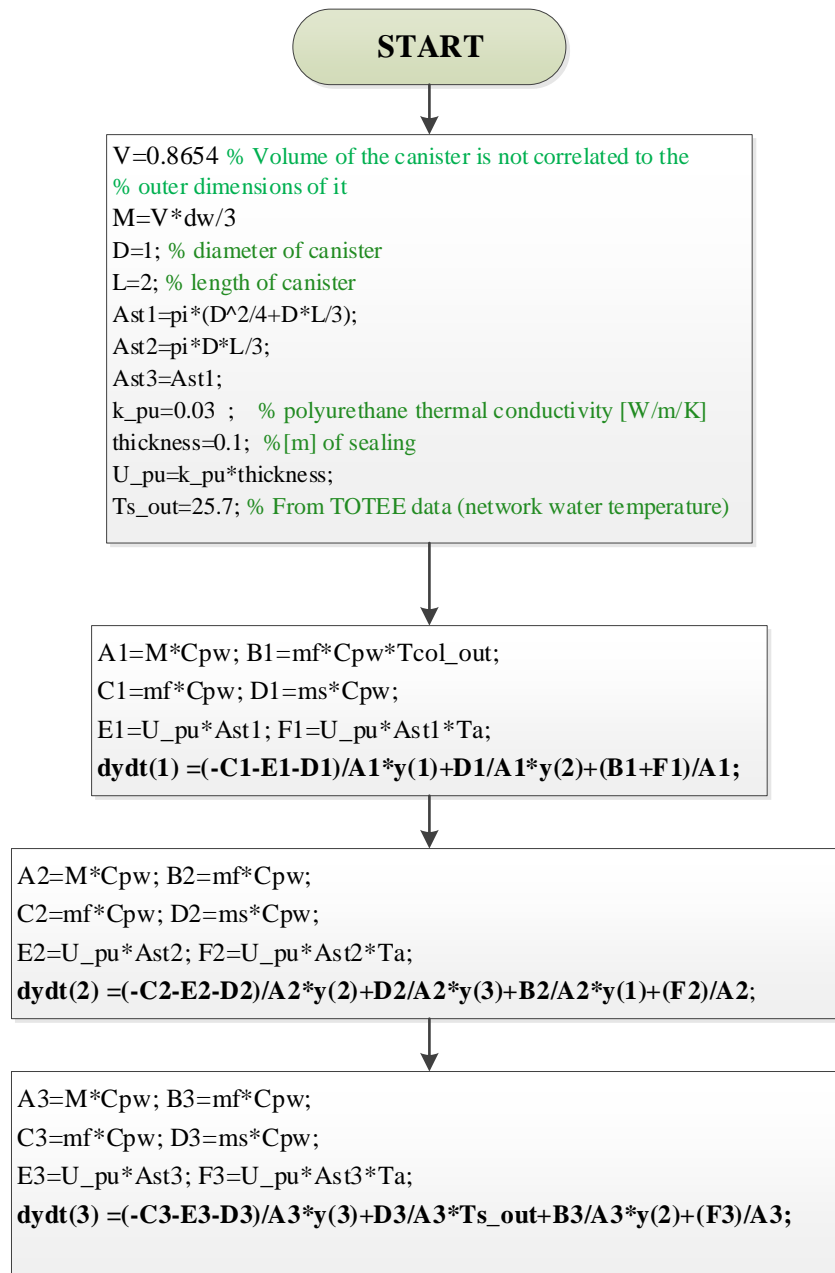 START
V=0.8654 % Volume of the canister is not correlated to the
% outer dimensions of it
M=V*dw/3
D=1; % diameter of canister
L=2; % length of canister
Ast1=pi*(D^2/4+D*L/3);
Ast2=pi*D*L/3;
Ast3=Ast1;
k_pu=0.03 ; % polyurethane thermal conductivity [W/m/K]
thickness=0.1; %[m] of sealing
U_pu=k_pu*thickness;
Ts_out=25.7; % From TOTEE data (network water temperature)
A1=M*Cpw; B1=mf*Cpw*Tcol_out;
C1=mf*Cpw; D1=ms*Cpw;
E1=U_pu*Ast1; F1=U_pu*Ast1*Ta;
dydt(1) =(-C1-E1-D1)/A1*y(1)+D1/A1*y(2)+(B1+F1)/A1;
A2=M*Cpw; B2=mf*Cpw;
C2=mf*Cpw; D2=ms*Cpw;
E2=U_pu*Ast2; F2=U_pu*Ast2*Ta;
dydt(2) =(-C2-E2-D2)/A2*y(2)+D2/A2*y(3)+B2/A2*y(1)+(F2)/A2;
A3=M*Cpw; B3=mf*Cpw;
C3=mf*Cpw; D3=ms*Cpw;
E3=U_pu*Ast3; F3=U_pu*Ast3*Ta;
dydt(3) =(-C3-E3-D3)/A3*y(3)+D3/A3*Ts_out+B3/A3*y(2)+(F3)/A3;